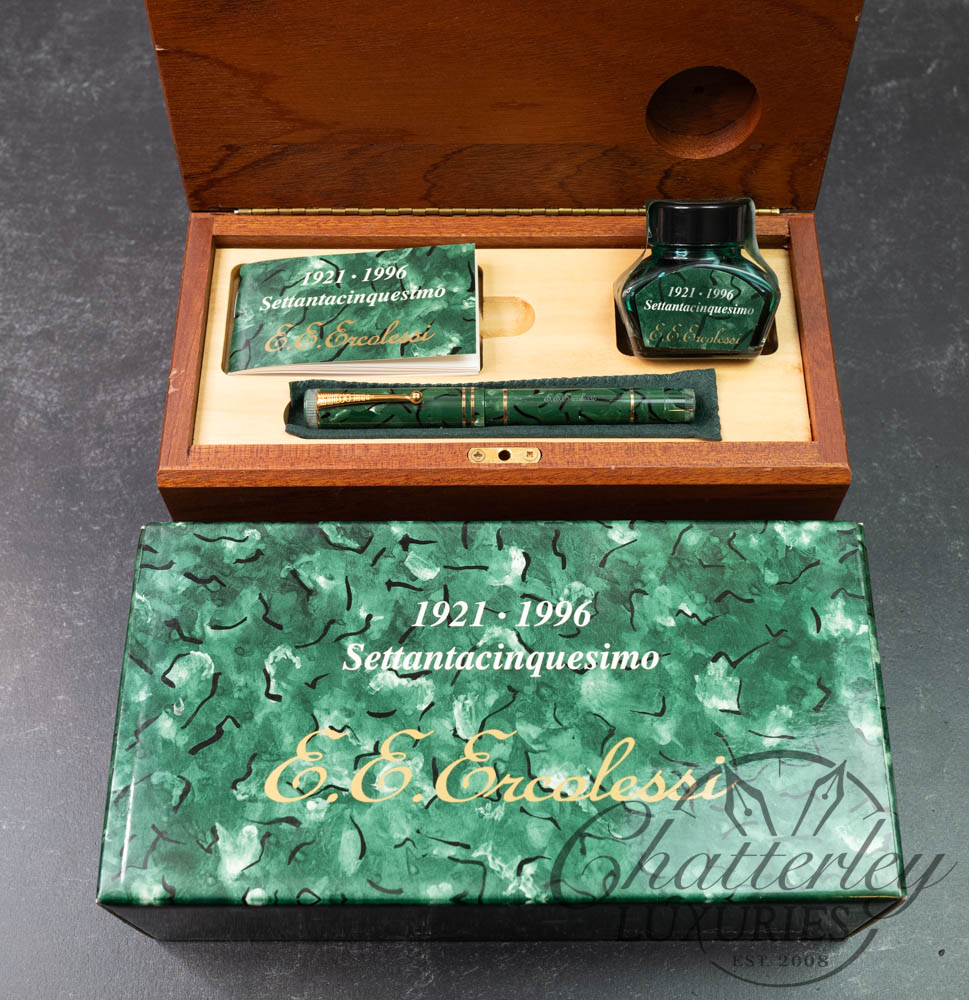 1921 · 1996
Settantacinquesimo
E.E.Ercolessi
1921 · 1996
Settantacinquesimo
E.E.Ercolessi
1921 · 1996
Settantacinquesimo
E.E.Ercolessi
Chatterley
LUXURIES
EST. 2008